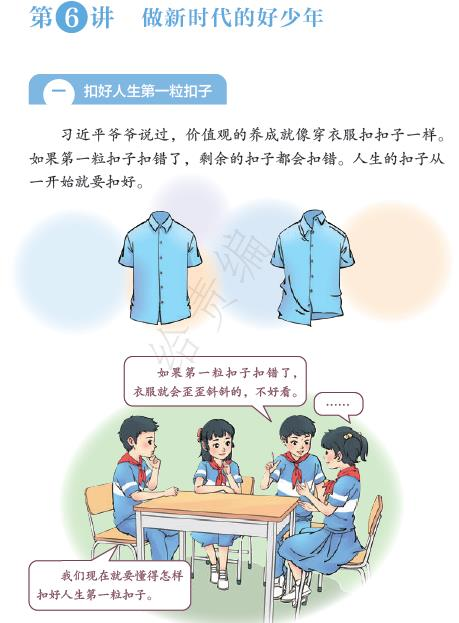 第6讲 做新时代的好少年
一 扣好人生第一粒扣子
习近平爷爷说过，价值观的养成就像穿衣服扣扣子一样。
如果第一粒扣子扣错了，剩余的扣子都会扣错。人生的扣子从
一开始就要扣好。
给责编
如果第一粒扣子扣错了，
衣服就会歪歪斜斜的，不好看。
……
我们现在就要懂得怎样
扣好人生第一粒扣子。